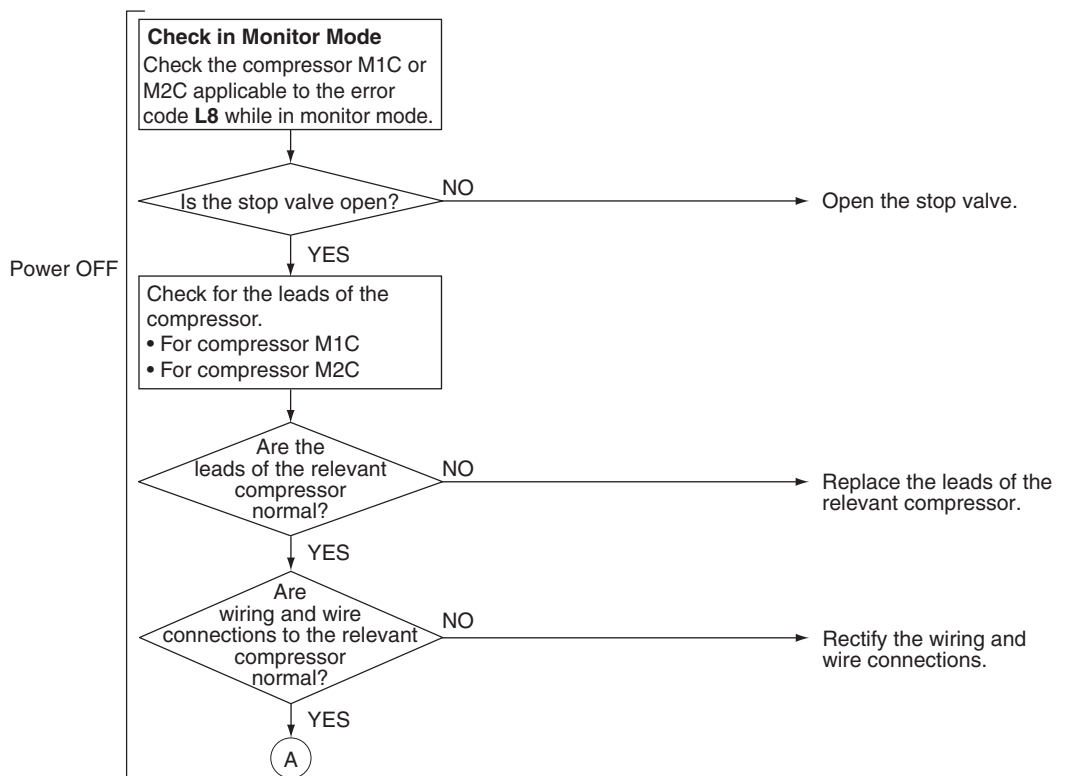 Check in Monitor Mode
Check the compressor M1C or
M2C applicable to the error
code L8 while in monitor mode.
Is the stop valve open?
NO
Open the stop valve.
YES
Power OFF
Check for the leads of the
compressor.
• For compressor M1C
• For compressor M2C
Are the
leads of the relevant
compressor
normal?
NO
Replace the leads of the
relevant compressor.
YES
Are
wiring and wire
connections to the relevant
compressor
normal?
NO
Rectify the wiring and
wire connections.
YES
A